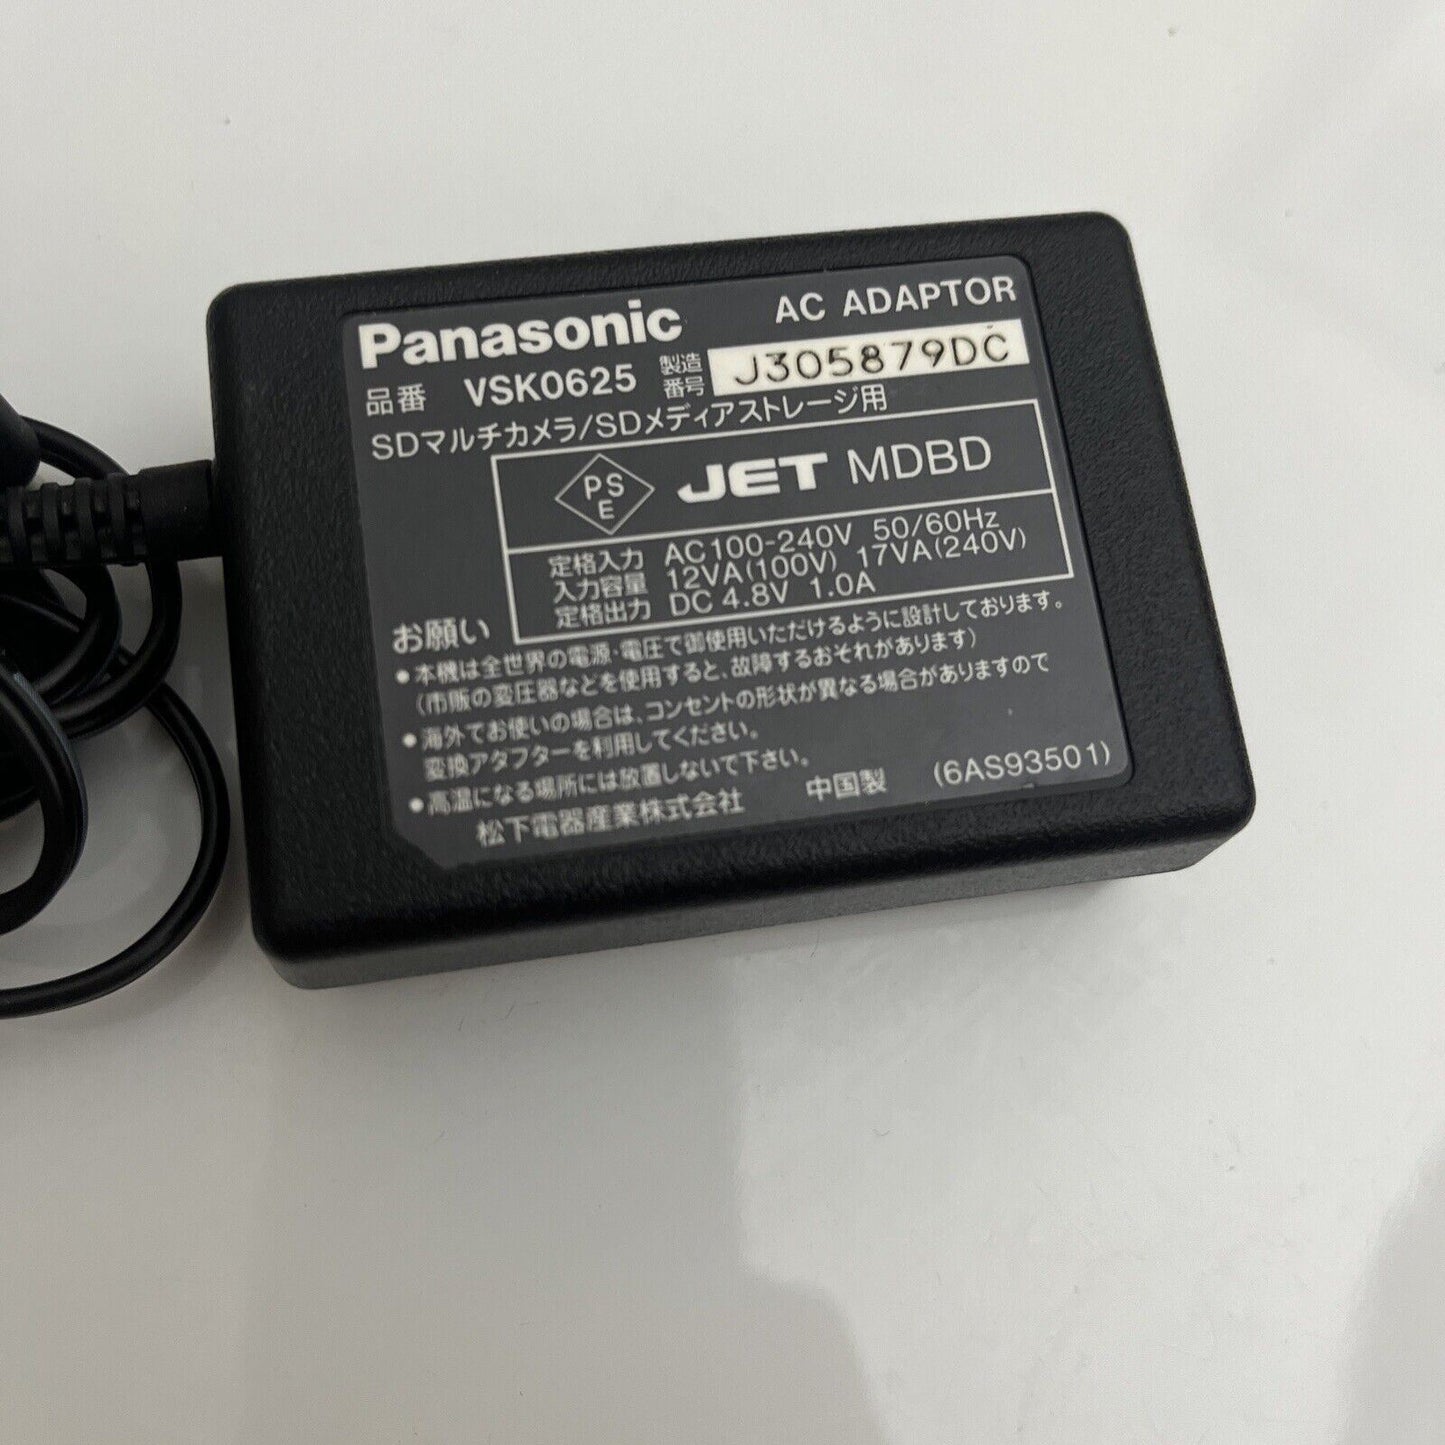 Panasonic AC ADAPTOR
品番 VSK0625 製造番号 J305879DC
SDマルチカメラ/SDメディアストレージ用
PSE JET MDBD
定格入力 AC100-240V 50/60Hz
入力容量 12VA(100V) 17VA(240V)
定格出力 DC 4.8V 1.0A
お願い
●本機は全世界の電源・電圧で御使用いただけるように設計しております。
(市販の変圧器などを使用すると、故障するおそれがあります)
●海外でお使いの場合は、コンセントの形状が異なる場合がありますので
変換アタプターを利用してください。
●高温になる場所には放置しないで下さい。
松下電器産業株式会社 中国製 (6AS93501)